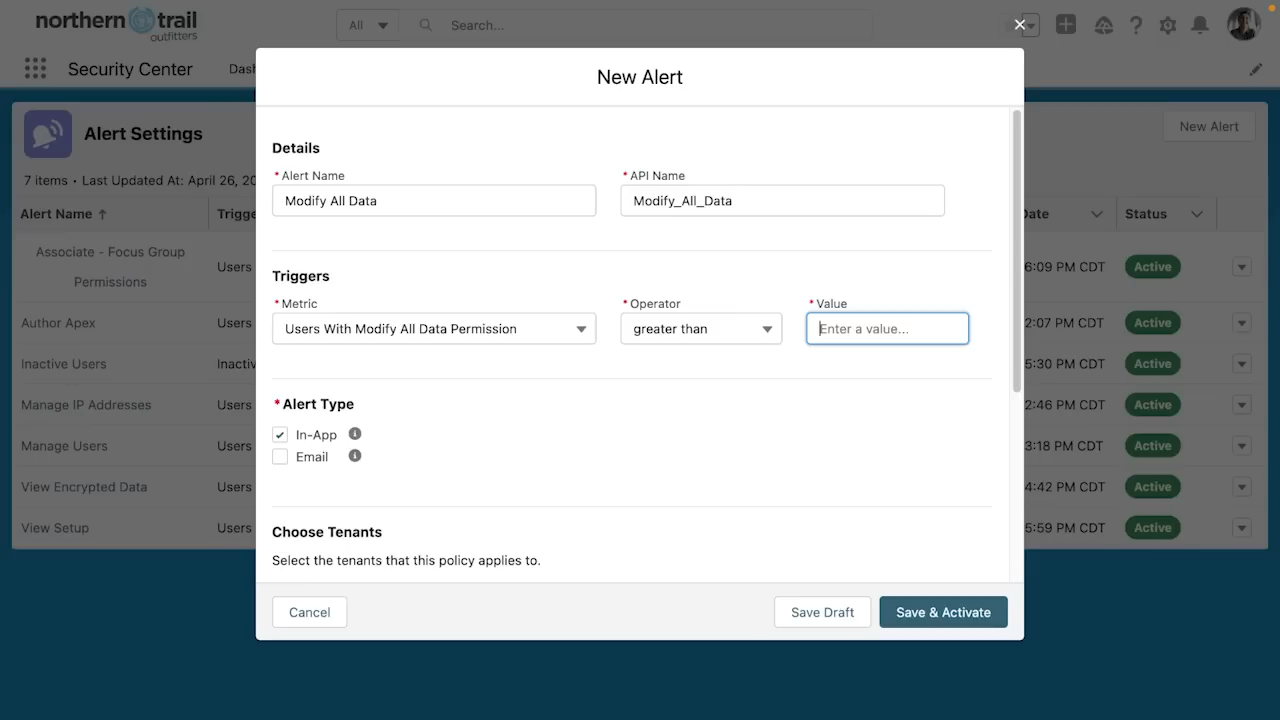 northern trail
outfitters
All
Search...
Security Center
Dash
Alert Settings
New Alert
7 items • Last Updated At: April 26, 20
Alert Name
Trigge
Date
Status
Associate - Focus Group
Permissions
Users
6:09 PM CDT
Active
Author Apex
Users
2:07 PM CDT
Active
Inactive Users
Inactiv
5:30 PM CDT
Active
Manage IP Addresses
Users
2:46 PM CDT
Active
Manage Users
Users
3:18 PM CDT
Active
View Encrypted Data
Users
4:42 PM CDT
Active
View Setup
Users
5:59 PM CDT
Active
New Alert
Details
* Alert Name
* API Name
Modify All Data
Modify_All_Data
Triggers
* Metric
* Operator
* Value
Users With Modify All Data Permission
greater than
Enter a value...
* Alert Type
In-App
Email
Choose Tenants
Select the tenants that this policy applies to.
Cancel
Save Draft
Save & Activate